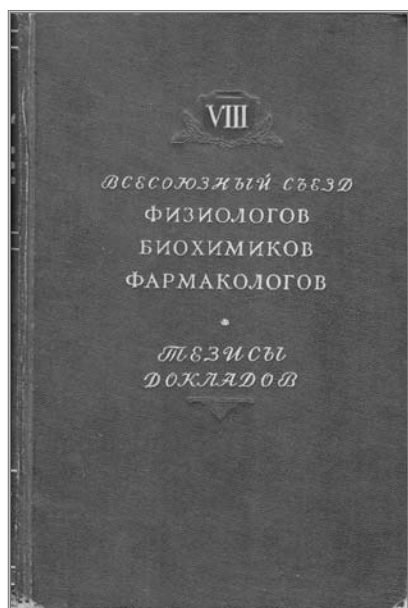 VIII
ВСЕСОЮЗНЫЙ СЪЕЗД
ФИЗИОЛОГОВ
БИОХИМИКОВ
ФАРМАКОЛОГОВ
ТЕЗИСЫ
ДОКЛАДОВ